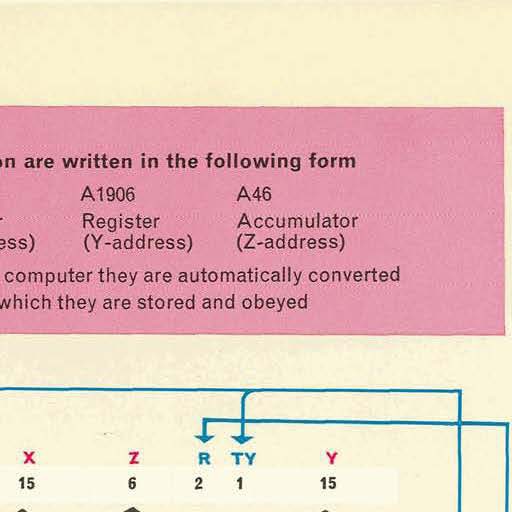 on are written in the following form
A1906 A46
Register Accumulator
ess) (Y-address) (Z-address)
computer they are automatically converted
which they are stored and obeyed
X Z R TY Y
15 6 2 1 15